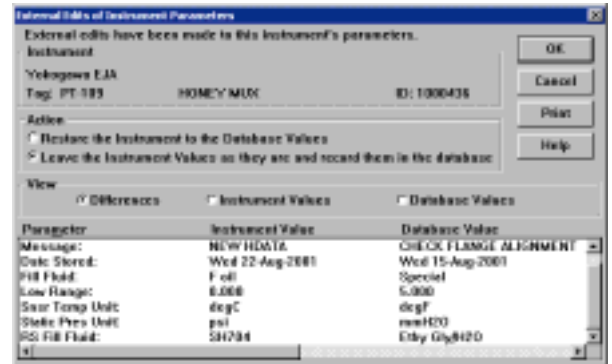 External Edits of Instrument Parameters
External edits have been made to this instrument's parameters.
Instrument
Yokogawa EJA
Tag: PT-109 HONEY MUX ID: 1000436
OK
Cancel
Print
Help
Action
Restore the Instrument to the Database Values
Leave the Instrument Values as they are and record them in the database
View
Differences Instrument Values Database Values
Parameter Instrument Value Database Value
Message: NEW HDATA CHECK FLANGE ALIGNMENT
Date Stored: Wed 22-Aug-2001 Wed 15-Aug-2001
Fill Fluid: F oil Special
Low Range: 0.000 5.000
Snsr Temp Unit: degC degF
Static Pres Unit: psi mmH2O
RS Fill Fluid: SH704 Ethy Gly/H2O